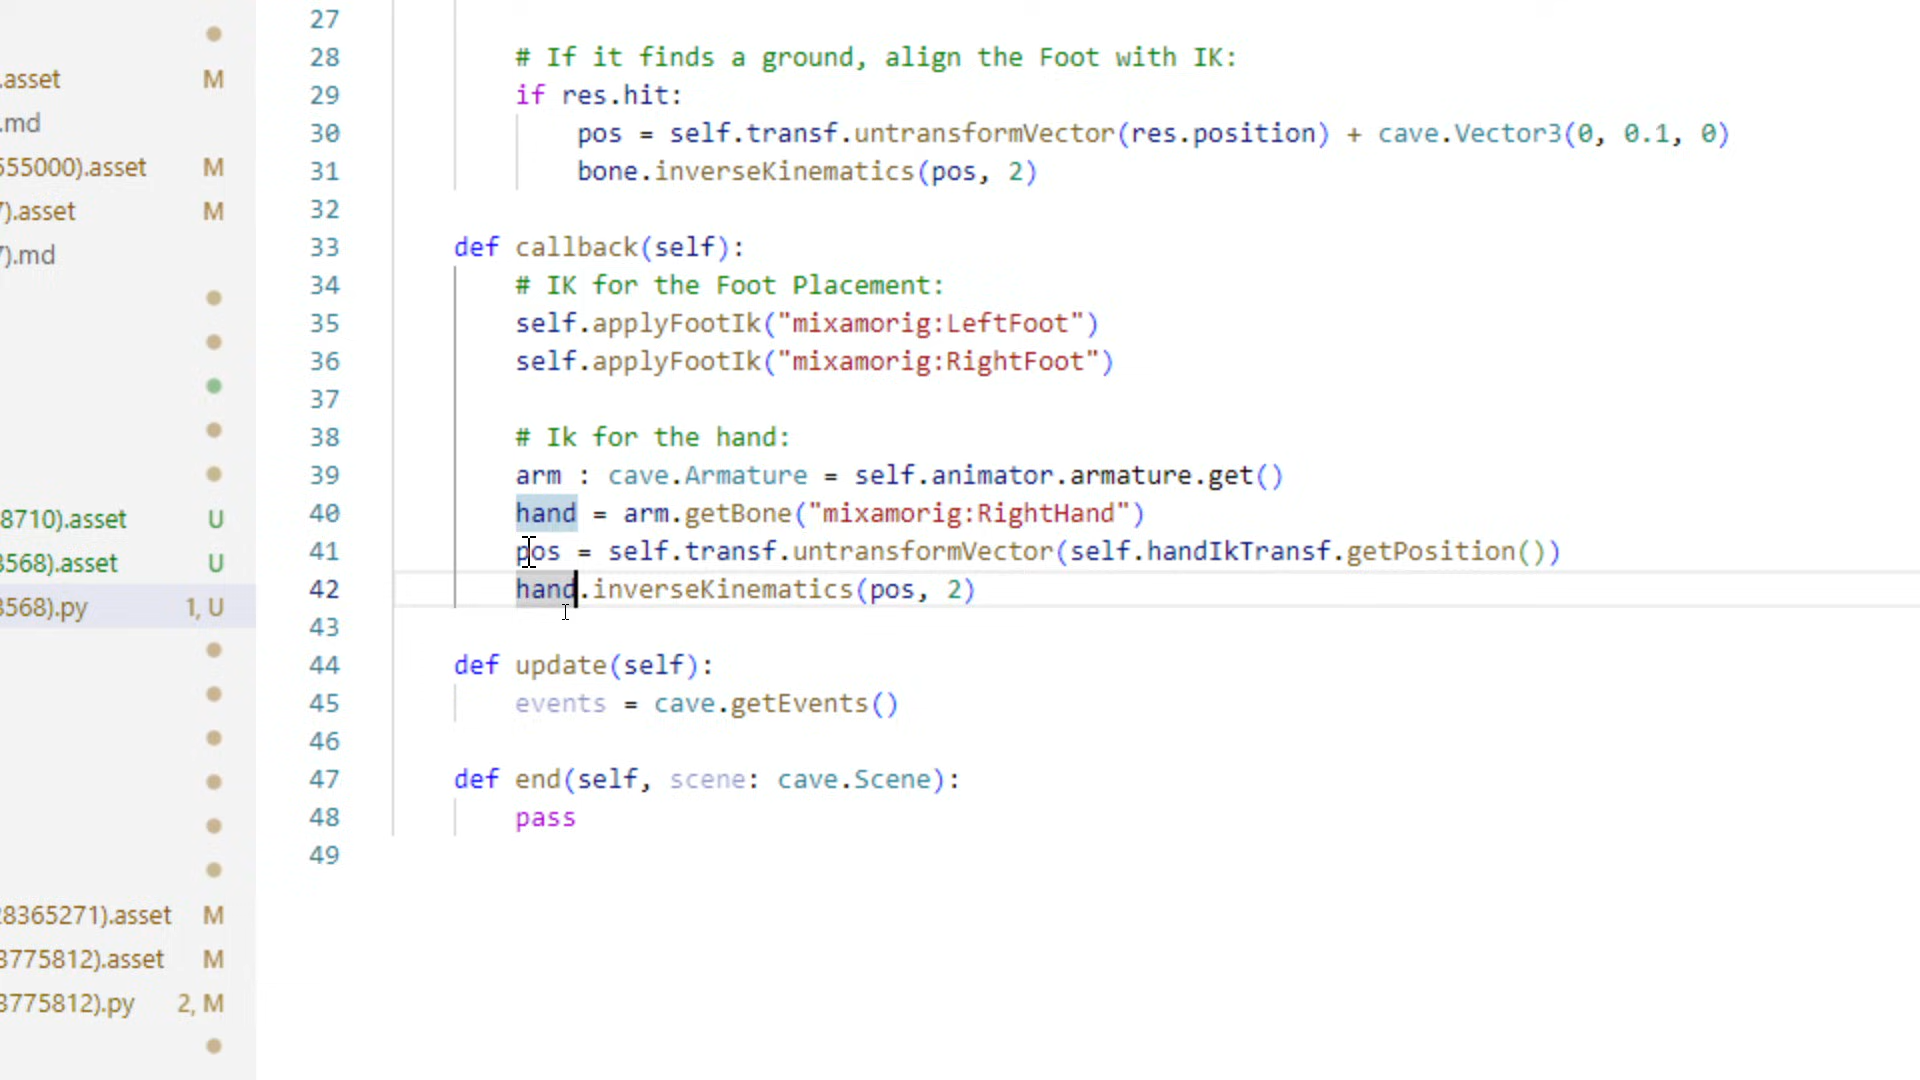 .asset M
.md
555000).asset M
7).asset M
7).md
8710).asset U
3568).asset U
3568).py 1, U
28365271).asset M
3775812).asset M
3775812).py 2, M
27
28 # If it finds a ground, align the Foot with IK:
29 if res.hit:
30 pos = self.transf.untransformVector(res.position) + cave.Vector3(0, 0.1, 0)
31 bone.inverseKinematics(pos, 2)
32
33 def callback(self):
34 # IK for the Foot Placement:
35 self.applyFootIk("mixamorig:LeftFoot")
36 self.applyFootIk("mixamorig:RightFoot")
37
38 # Ik for the hand:
39 arm : cave.Armature = self.animator.armature.get()
40 hand = arm.getBone("mixamorig:RightHand")
41 pos = self.transf.untransformVector(self.handIkTransf.getPosition())
42 hand.inverseKinematics(pos, 2)
43
44 def update(self):
45 events = cave.getEvents()
46
47 def end(self, scene: cave.Scene):
48 pass
49